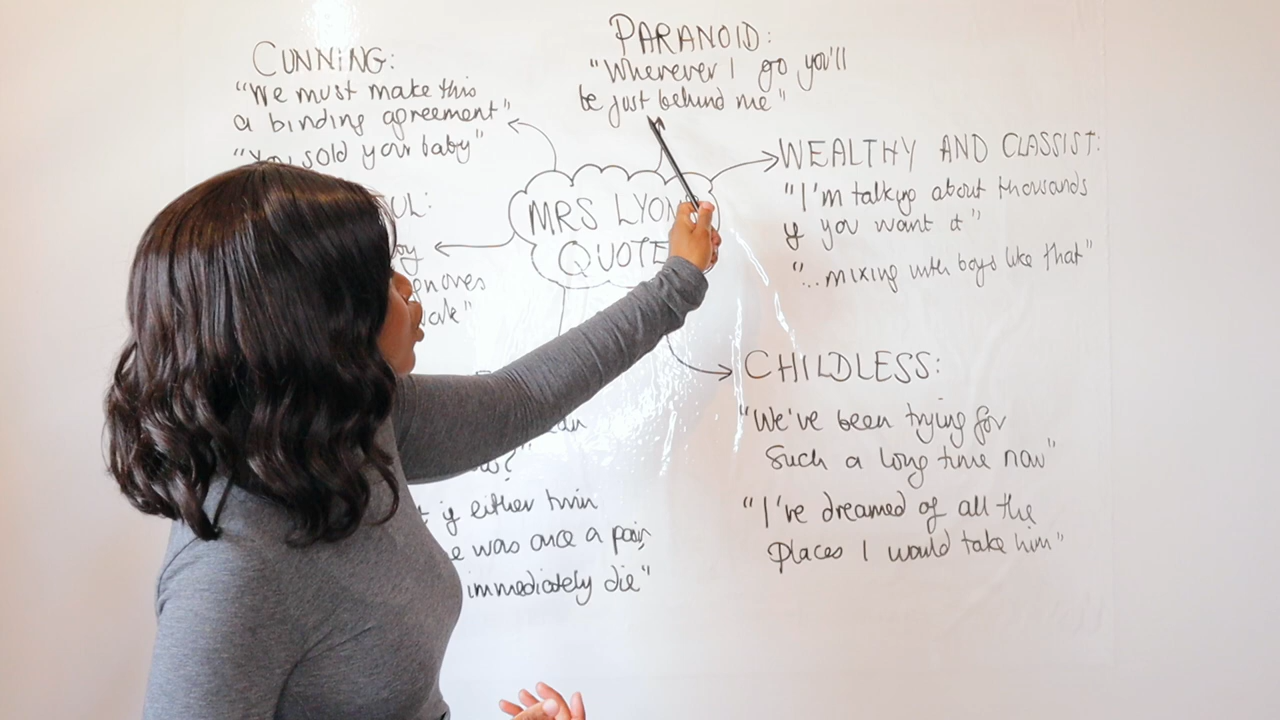 CUNNING:
"We must make this
a binding agreement"
"You sold your baby"
PARANOID:
"Wherever I go you'll
be just behind me"
MRS LYON
QUOTE
WEALTHY AND CLASSIST:
"I'm talking about thousands
if you want it"
"...mixing with boys like that"
UL:
CHILDLESS:
"We've been trying for
such a long time now"
"I've dreamed of all the
places I would take him"
if either twin
was once a pair,
immediately die"